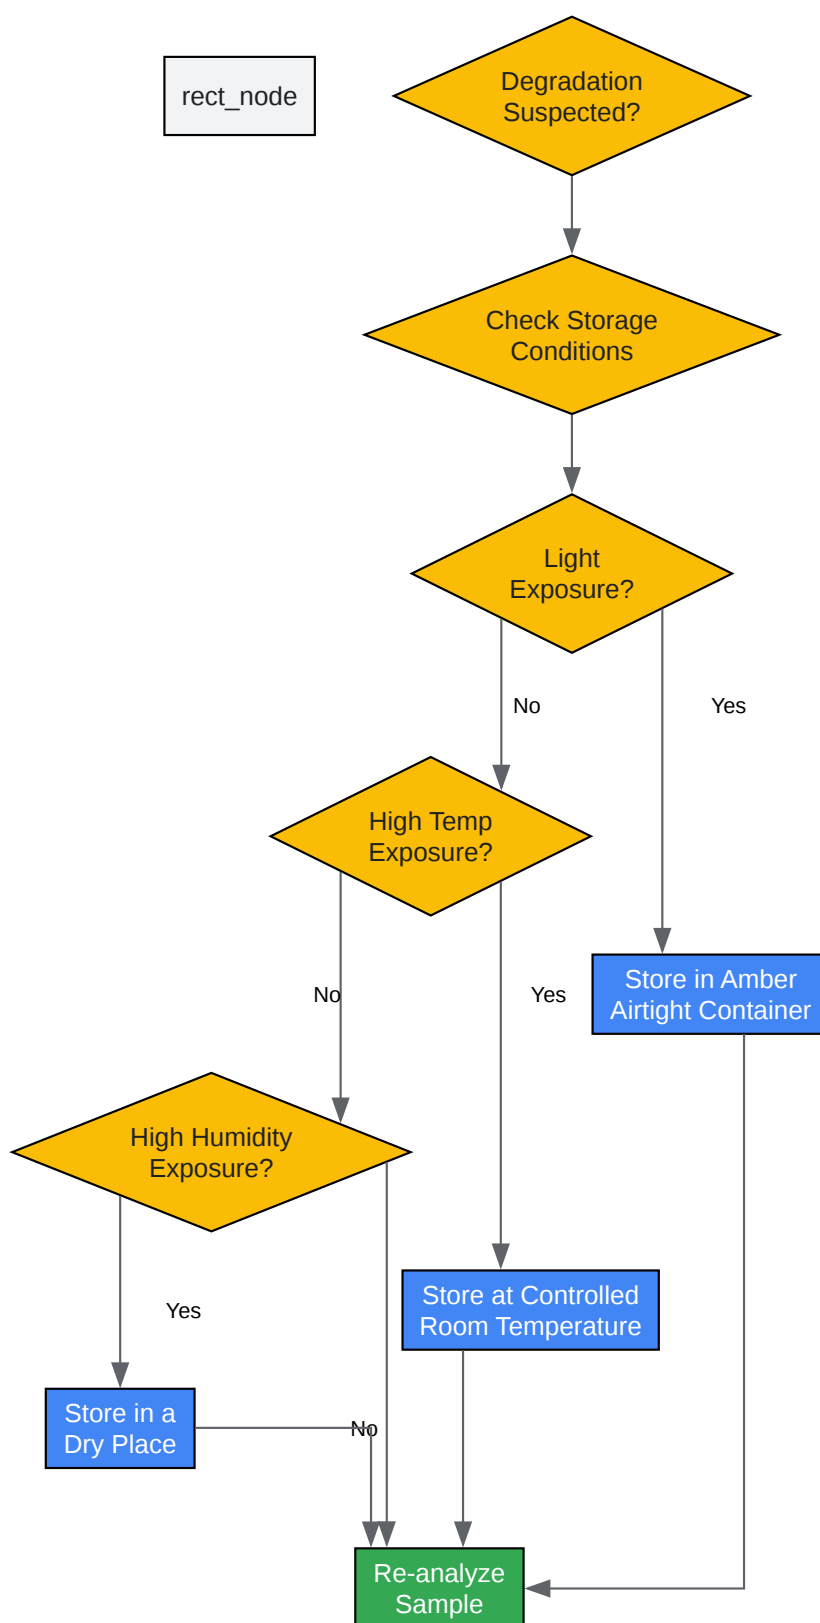 rect_node
Degradation
Suspected?
Check Storage
Conditions
Light
Exposure?
No
Yes
High Temp
Exposure?
Store in Amber
Airtight Container
No
Yes
High Humidity
Exposure?
Store at Controlled
Room Temperature
Yes
Store in a
Dry Place
No
Re-analyze
Sample